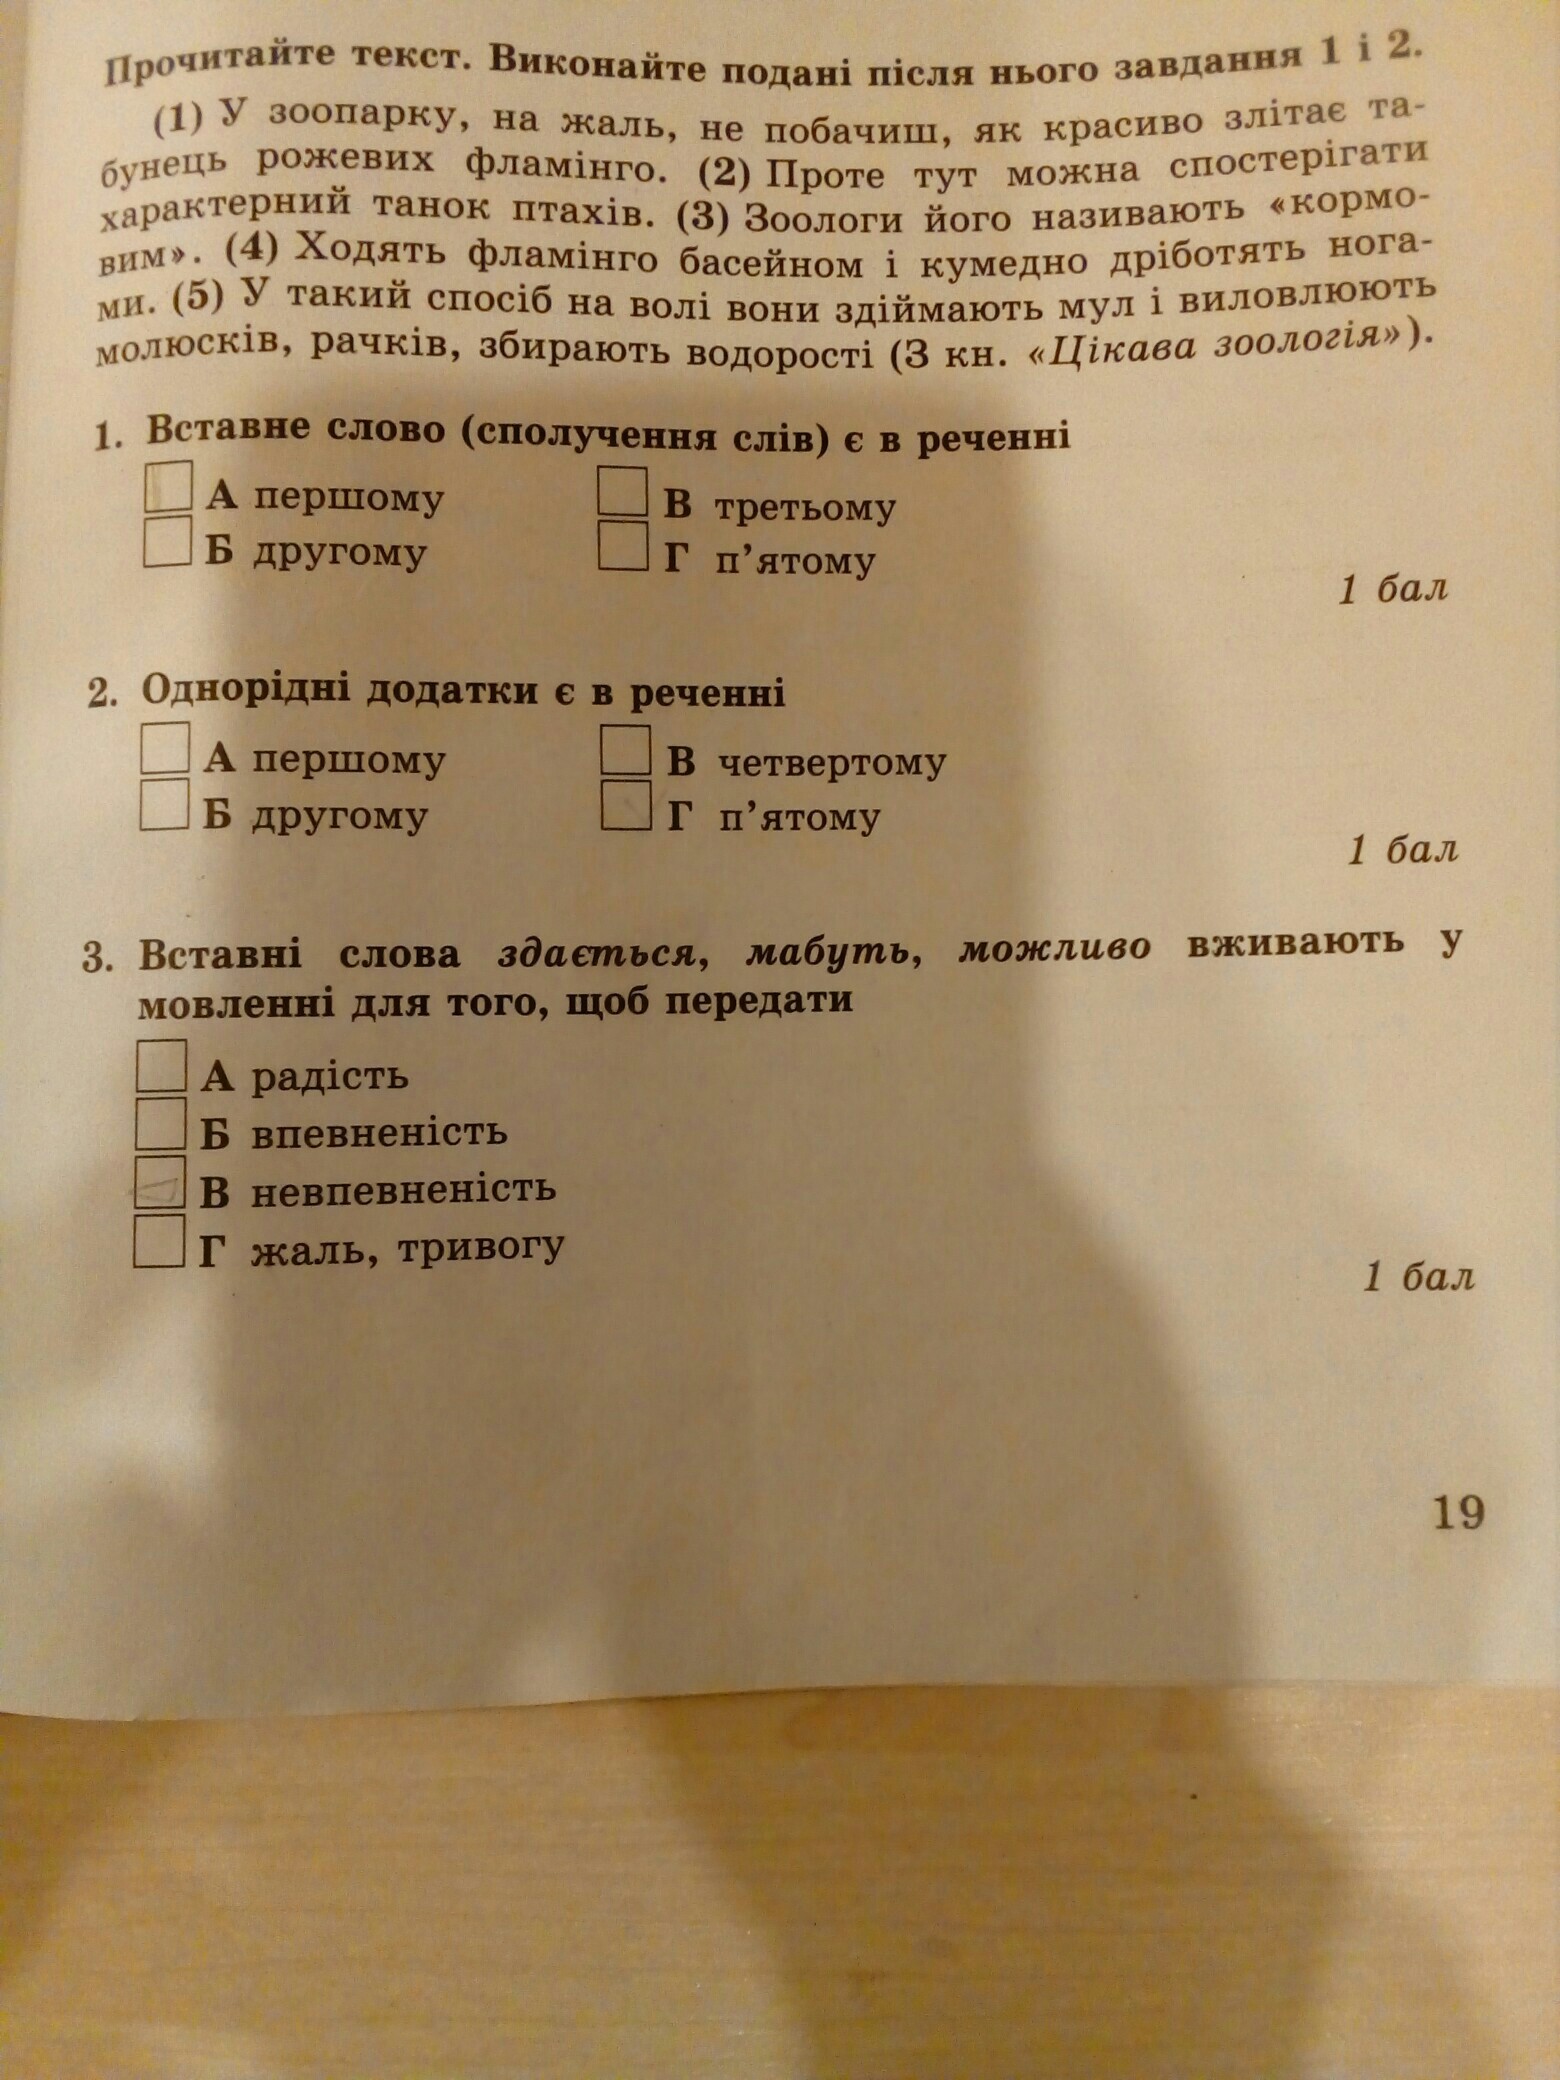 Прочитайте текст. Виконайте подані після нього завдання 1 і 2.
(1) У зоопарку, на жаль, не побачиш, як красиво злітає та-
бунець рожевих фламінго. (2) Проте тут можна спостерігати
характерний танок птахів. (3) Зоологи його називають «кормо-
вим». (4) Ходять фламінго басейном і кумедно дріботять нога-
ми. (5) У такий спосіб на волі вони здіймають мул і виловлюють
молюсків, рачків, збирають водорості (З кн. «Цікава зоологія»).
1. Вставне слово (сполучення слів) є в реченні
А першому
В третьому
Б другому
Г п’ятому
1 бал
2. Однорідні додатки є в реченні
А першому
В четвертому
Б другому
Г п’ятому
1 бал
3. Вставні слова здається, мабуть, можливо вживають у
мовленні для того, щоб передати
А радість
Б впевненість
В невпевненість
Г жаль, тривогу
1 бал
19